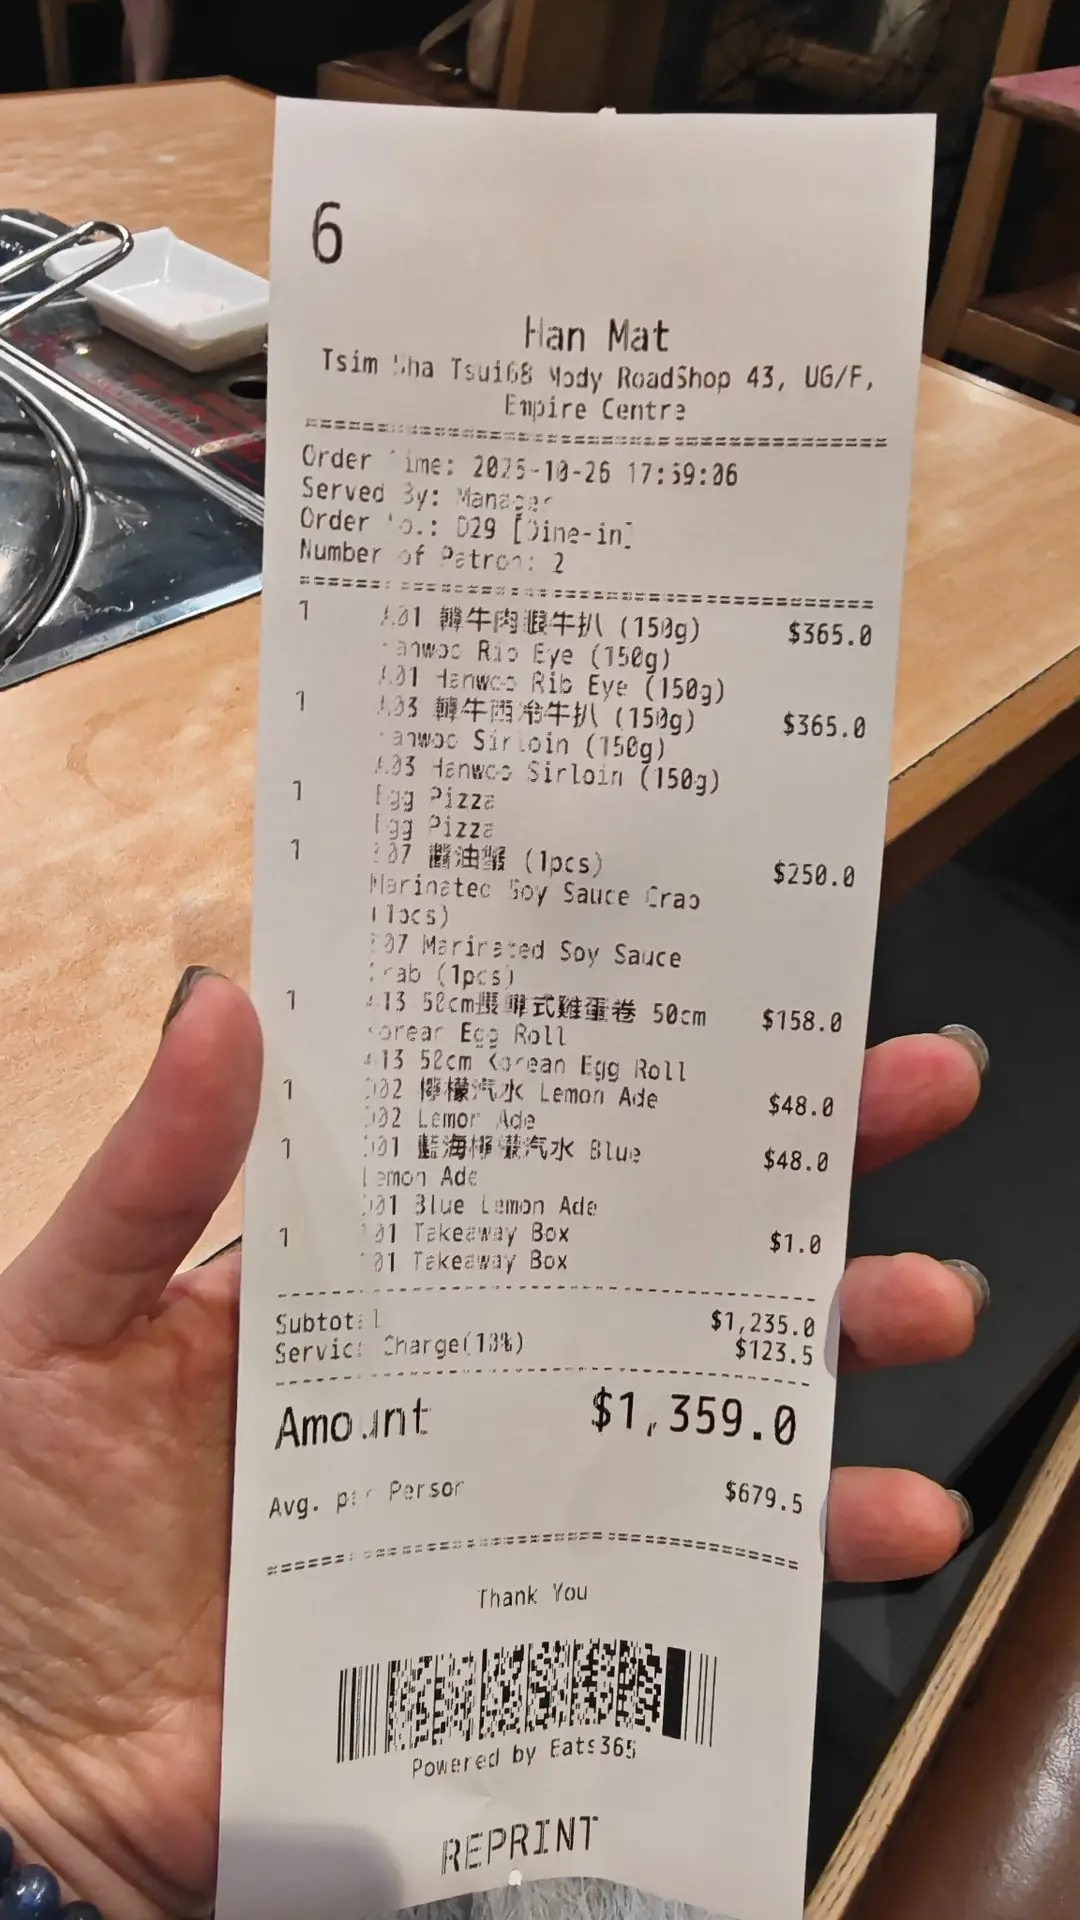 6
Han Mat
Tsim Sha Tsui68 Mody RoadShop 43, UG/F,
Empire Centre
Order Time: 2025-10-26 17:59:06
Served By: Manager
Order No.: D29 [Dine-in]
Number of Patron: 2
1 A01 韓牛肉眼牛扒 (150g) $365.0
Hanwoo Rib Eye (150g)
A01 Hanwoo Rib Eye (150g)
1 A03 韓牛西冷牛扒 (150g) $365.0
Hanwoo Sirloin (150g)
A03 Hanwoo Sirloin (150g)
1 Egg Pizza
Egg Pizza
1 醬油蟹 (1pcs) $250.0
Marinated Soy Sauce Crab
(1pcs)
Marinated Soy Sauce
Crab (1pcs)
1 A13 50cm式雞蛋卷 50cm $158.0
Korean Egg Roll
A13 50cm Korean Egg Roll
1 D02 檸檬汽水 Lemon Ade $48.0
D02 Lemon Ade
1 D01 藍海檸檬汽水 Blue $48.0
Lemon Ade
D01 Blue Lemon Ade
1 Takeaway Box $1.0
Takeaway Box
Subtotal $1,235.0
Service Charge(10%) $123.5
Amount $1,359.0
Avg. per Person $679.5
Thank You
Powered by Eats365
REPRINT